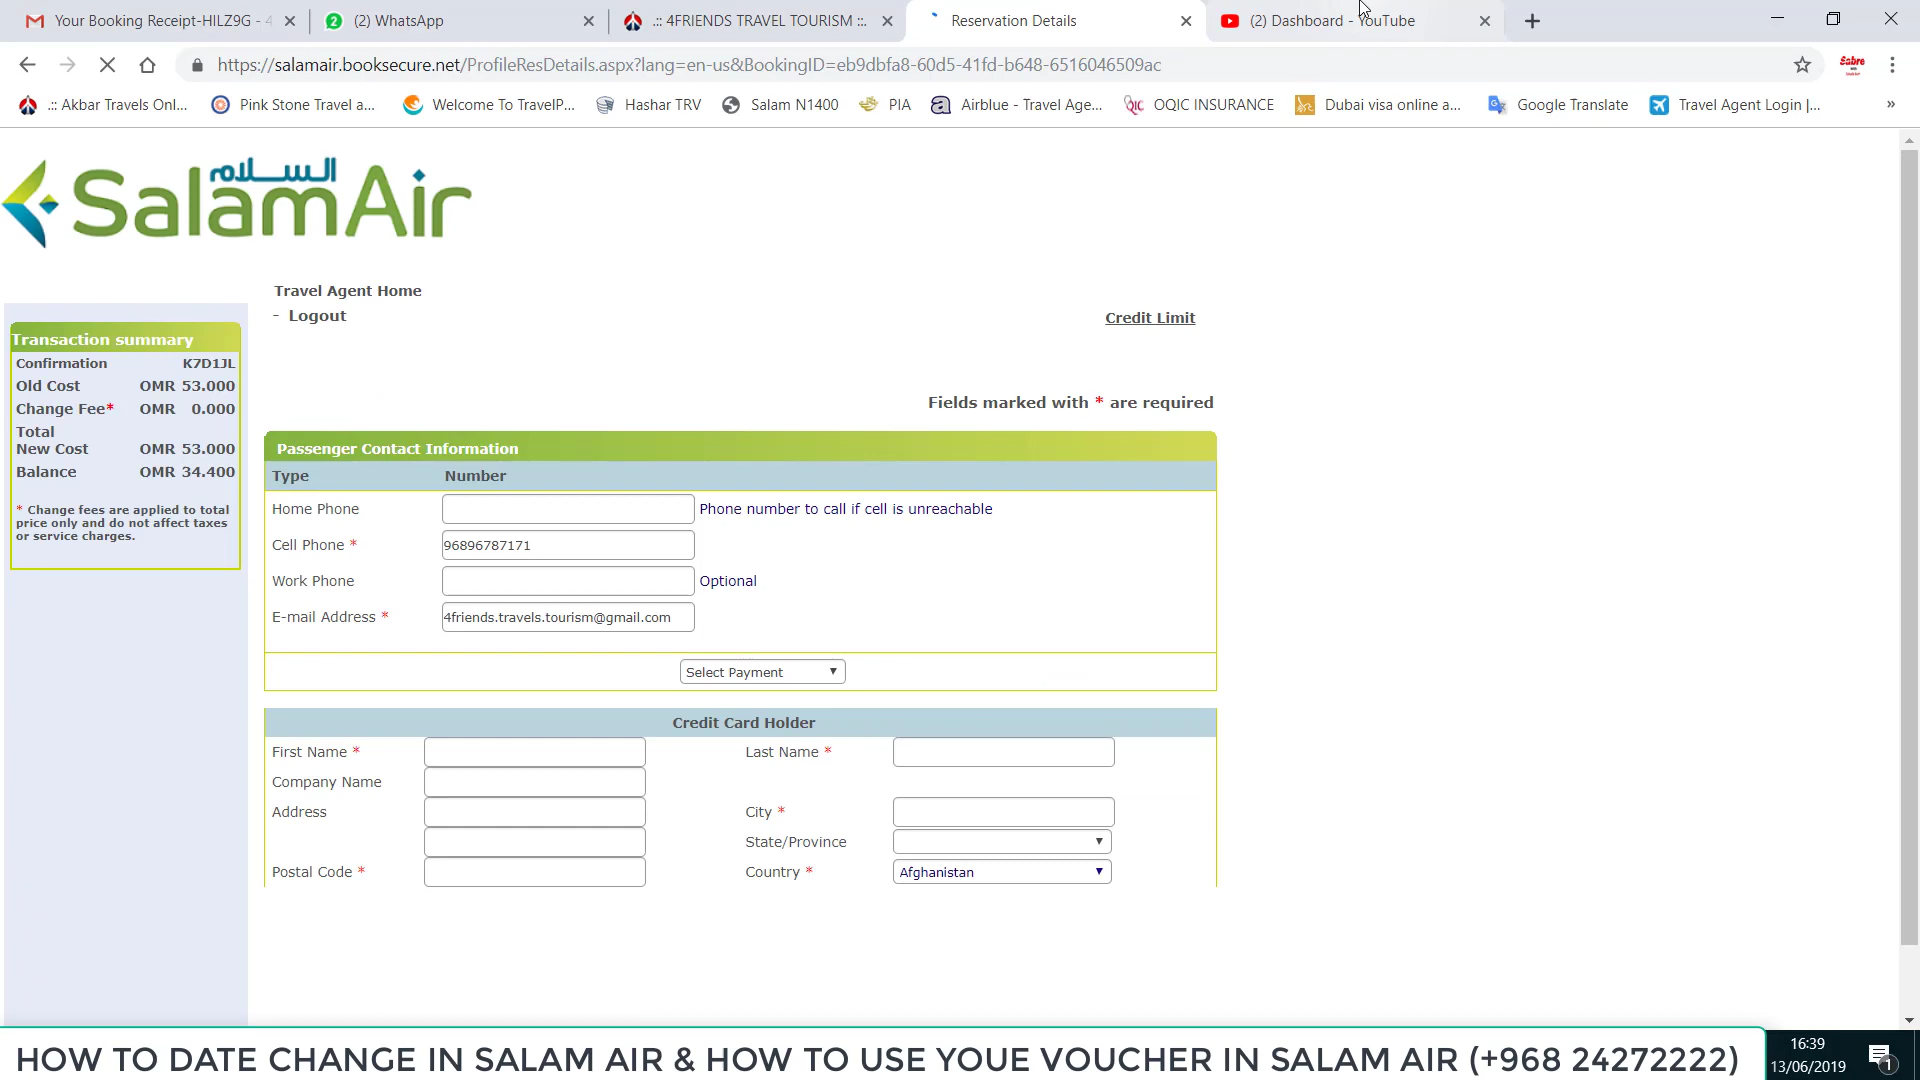 Your Booking Receipt-HILZ9G - 4
(2) WhatsApp
.:: 4FRIENDS TRAVEL TOURISM ::.
Reservation Details
(2) Dashboard - YouTube
https://salamair.booksecure.net/ProfileResDetails.aspx?lang=en-us&BookingID=eb9dbfa8-60d5-41fd-b648-6516046509ac
Sabre
.:: Akbar Travels Onl...
Pink Stone Travel a...
Welcome To TravelP...
Hashar TRV
Salam N1400
PIA
Airblue - Travel Age...
OQIC INSURANCE
Dubai visa online a...
Google Translate
Travel Agent Login |...
»
السلام
SalamAir
Travel Agent Home
- Logout
Credit Limit
Transaction summary
Confirmation K7D1JL
Old Cost OMR 53.000
Change Fee* OMR 0.000
Total
New Cost OMR 53.000
Balance OMR 34.400
* Change fees are applied to total
price only and do not affect taxes
or service charges.
Fields marked with * are required
Passenger Contact Information
Type Number
Home Phone Phone number to call if cell is unreachable
Cell Phone * 96896787171
Work Phone Optional
E-mail Address * 4friends.travels.tourism@gmail.com
Select Payment
Credit Card Holder
First Name * Last Name *
Company Name
Address City *
State/Province
Postal Code * Country * Afghanistan
HOW TO DATE CHANGE IN SALAM AIR & HOW TO USE YOUE VOUCHER IN SALAM AIR (+968 24272222)
16:39
13/06/2019
1